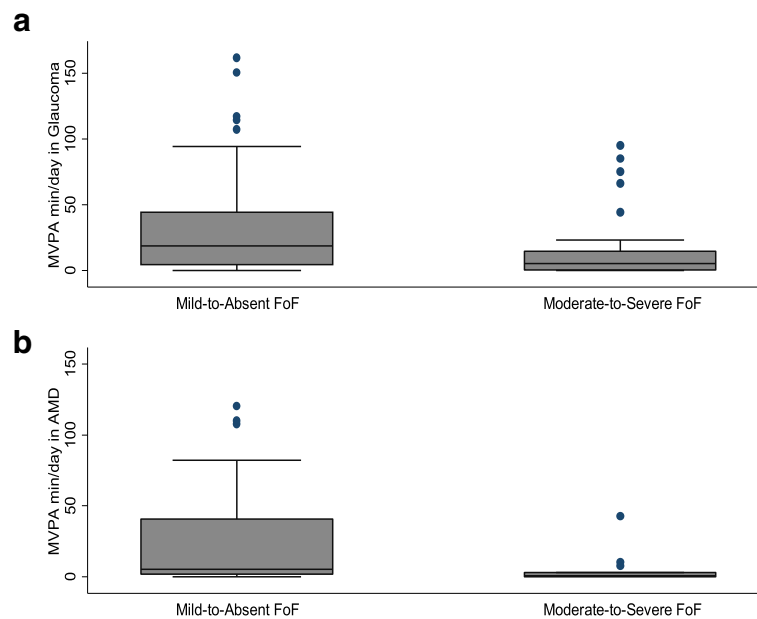 a
MVPA min/day in Glaucoma
150
100
50
0
Mild-to-Absent FoF
Moderate-to-Severe FoF
b
MVPA min/day in AMD
150
100
50
0
Mild-to-Absent FoF
Moderate-to-Severe FoF